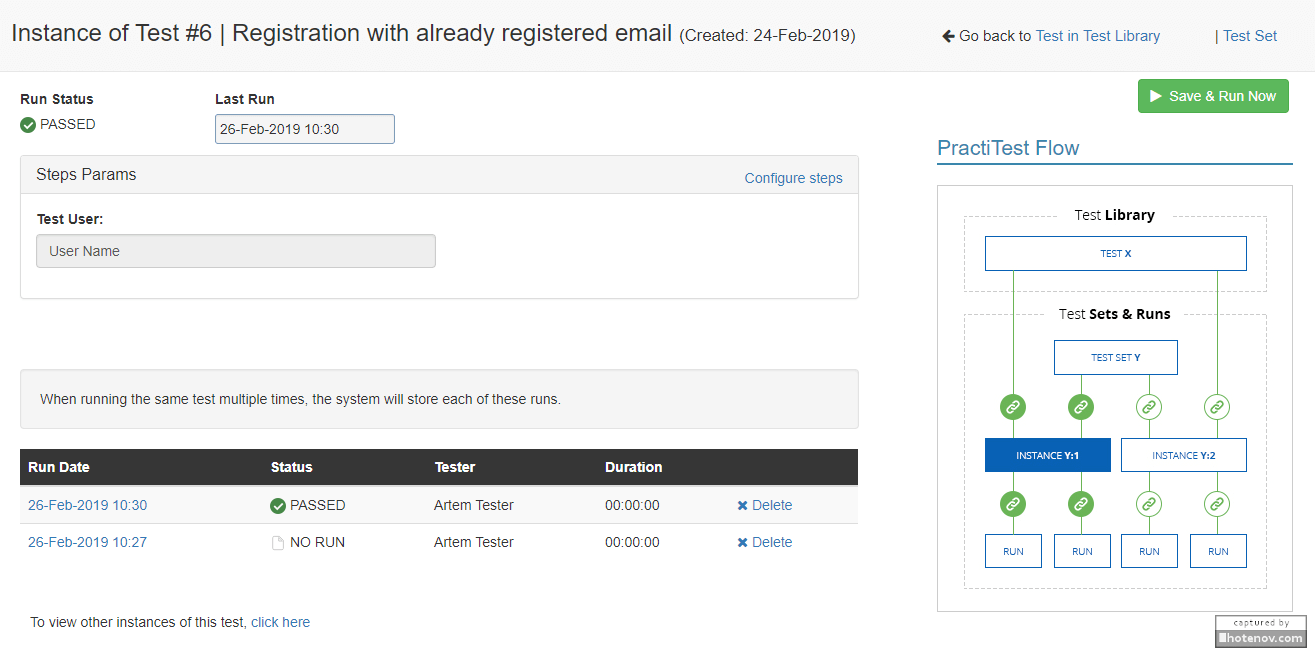 Instance of Test #6 | Registration with already registered email (Created: 24-Feb-2019)
Go back to Test in Test Library | Test Set
Run Status
PASSED
Last Run
26-Feb-2019 10:30
Save & Run Now
Steps Params
Configure steps
Test User:
User Name
When running the same test multiple times, the system will store each of these runs.
Run Date Status Tester Duration
26-Feb-2019 10:30 PASSED Artem Tester 00:00:00 Delete
26-Feb-2019 10:27 NO RUN Artem Tester 00:00:00 Delete
To view other instances of this test, click here
PractiTest Flow
Test Library
TEST X
Test Sets & Runs
TEST SET Y
INSTANCE Y:1 INSTANCE Y:2
RUN RUN RUN RUN
captured by
hotenov.com